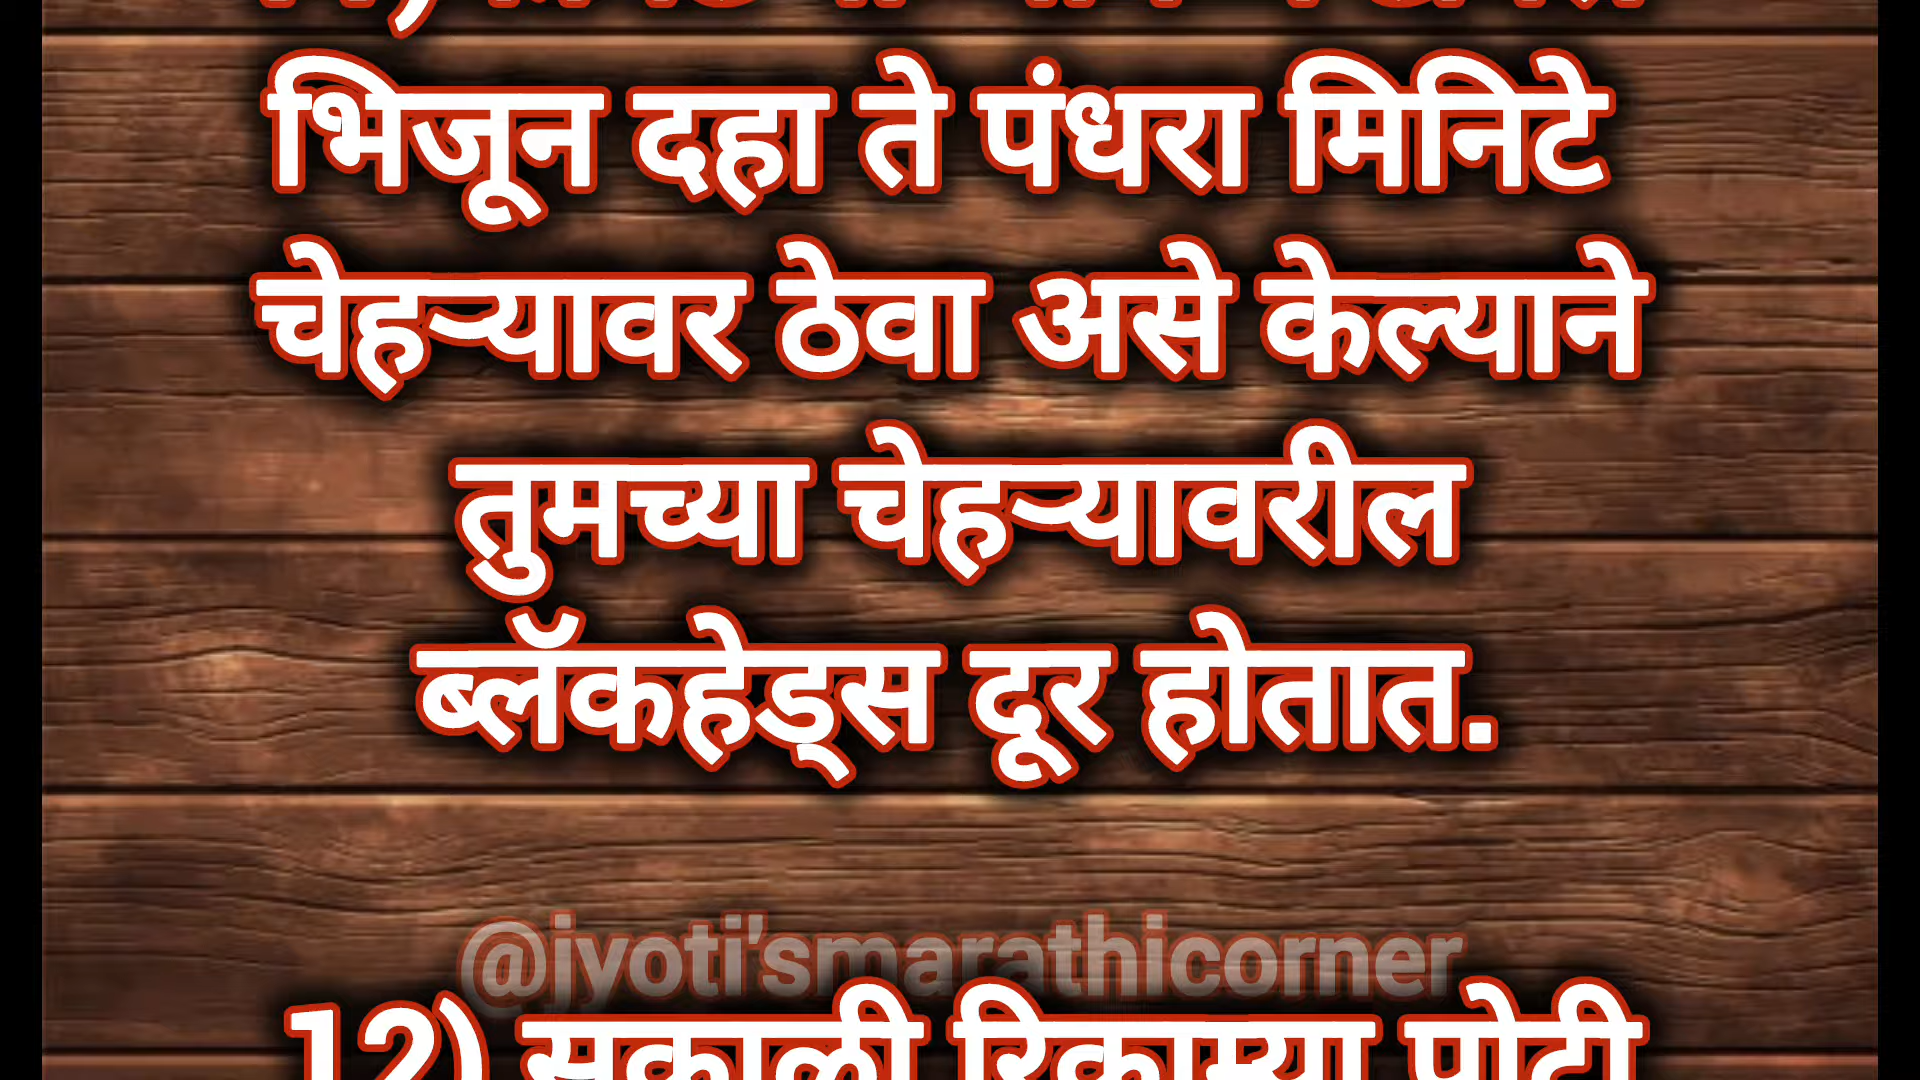 भिजून दहा ते पंधरा मिनिटे
चेहऱ्यावर ठेवा असे केल्याने
तुमच्या चेहऱ्यावरील
ब्लॅकहेड्स दूर होतात.
@jyoti'smarathicorner
12) सकाळी रिकाम्या पोटी